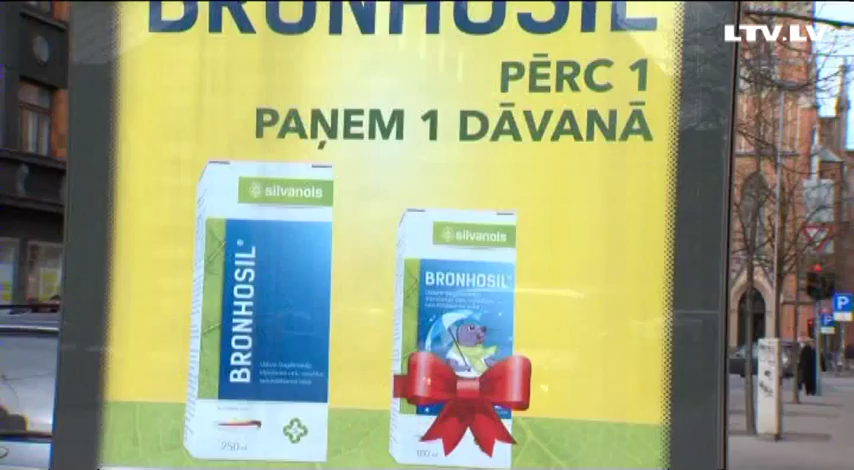 BRONHOSIL
LTV.LV
PĒRC 1
PAŅEM 1 DĀVANĀ
silvanols
silvanols
BRONHOSIL®
BRONHOSIL®
250 ml
100 ml
P
P